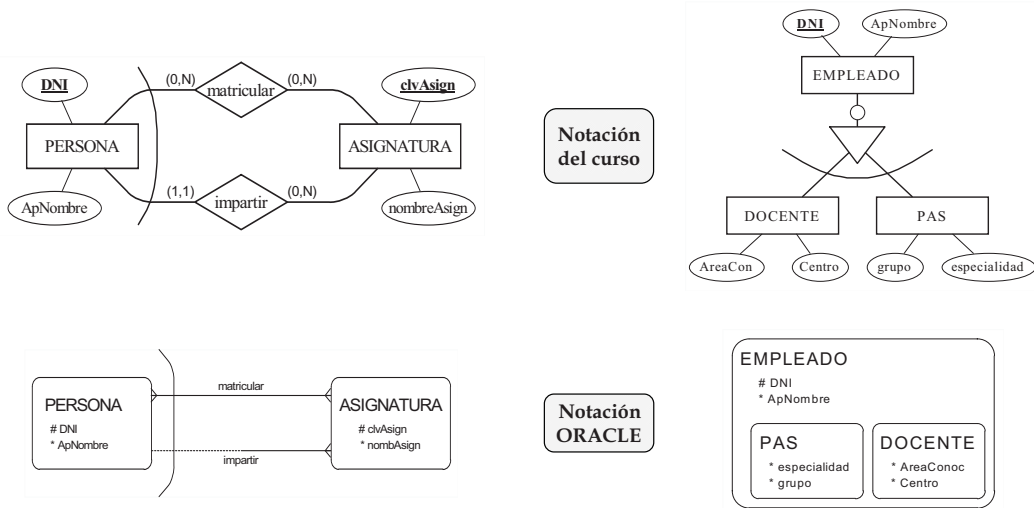 DNI
(0,N)
matricular
(0,N)
clvAsign
PERSONA
ASIGNATURA
ApNombre
(1,1)
impartir
(0,N)
nombreAsign
Notación
del curso
DNI
ApNombre
EMPLEADO
DOCENTE
PAS
AreaCon
Centro
grupo
especialidad
PERSONA
# DNI
* ApNombre
matricular
impartir
ASIGNATURA
# clvAsign
* nombAsign
Notación
ORACLE
EMPLEADO
# DNI
* ApNombre
PAS
* especialidad
* grupo
DOCENTE
* AreaConoc
* Centro